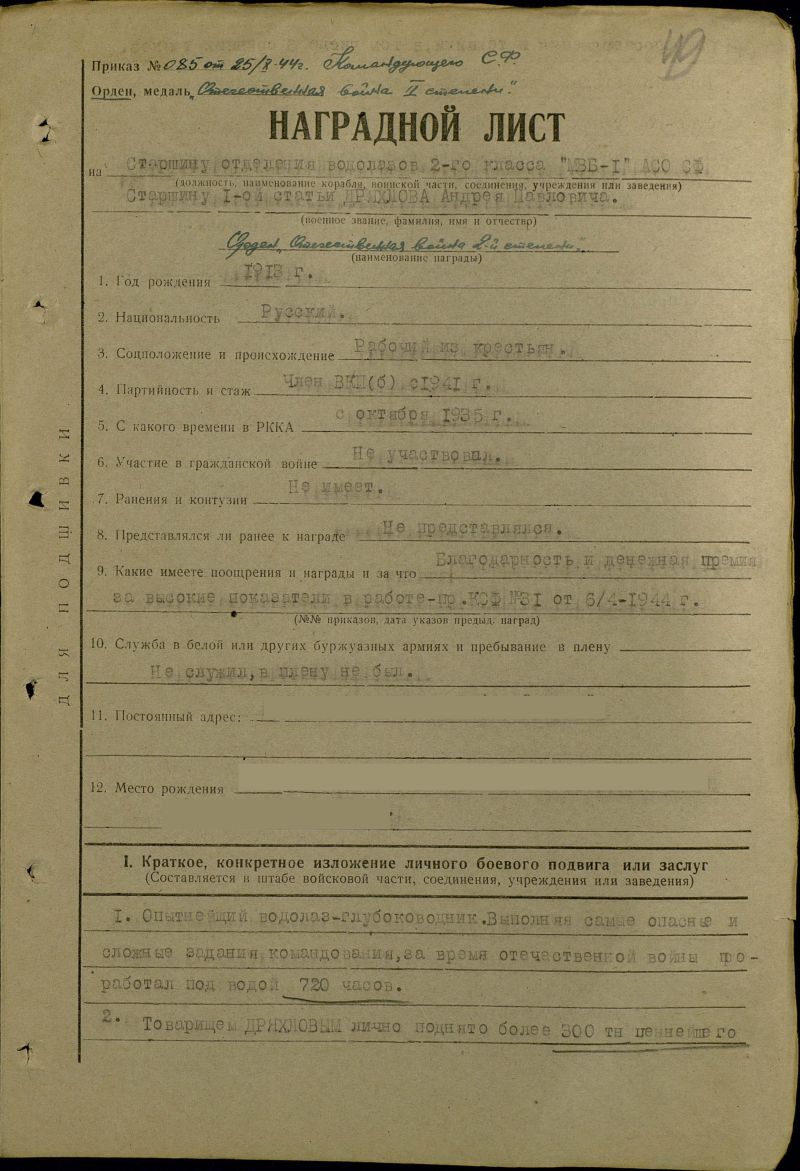 49
Приказ № 085 от 25/X-44г. Командующего С.Ф.
Орден, медаль „Отечественная война II степени."
НАГРАДНОЙ ЛИСТ
на Старшину отделения водолазов 2-го класса "МВБ-I" АСО СФ
(должность, наименование корабля, воинской части, соединения, учреждения или заведения)
Старшину I-ой статьи ДРЯХЛОВА Андрея Павловича.
(военное звание, фамилия, имя и отчество)
Орден „Отечественная война 2-й степени"
(наименование награды)
1. Год рождения 1913 г.
2. Национальность Русский.
3. Соцположение и происхождение Рабочий из крестьян.
4. Партийность и стаж Член ВКП(б) с 1941 г.
5. С какого времени в РККА с октября 1935 г.
6. Участие в гражданской войне Не участвовал.
7. Ранения и контузии Не имеет.
8. Представлялся ли ранее к награде Не представлялся.
9. Какие имеете поощрения и награды и за что Благодарность и денежная премия
за высокие показатели в работе-пр.КСФ №31 от 6/4-1944 г.
(№№ приказов, дата указов предыд. наград)
10. Служба в белой или других буржуазных армиях и пребывание в плену
Не служил, в плену не был.
11. Постоянный адрес:
12. Место рождения
ДЛЯ ПОДШИВКИ
I. Краткое, конкретное изложение личного боевого подвига или заслуг
(Составляется в штабе войсковой части, соединения, учреждения или заведения)
I. Опытнейщий водолаз-глубоководник.Выполняя самые опасные и
сложные задания командования,за время отечественной войны про-
работал под водой 720 часов.
2. Товарищем ДРЯХЛОВЫМ лично поднято более 300 тн ценнейшего